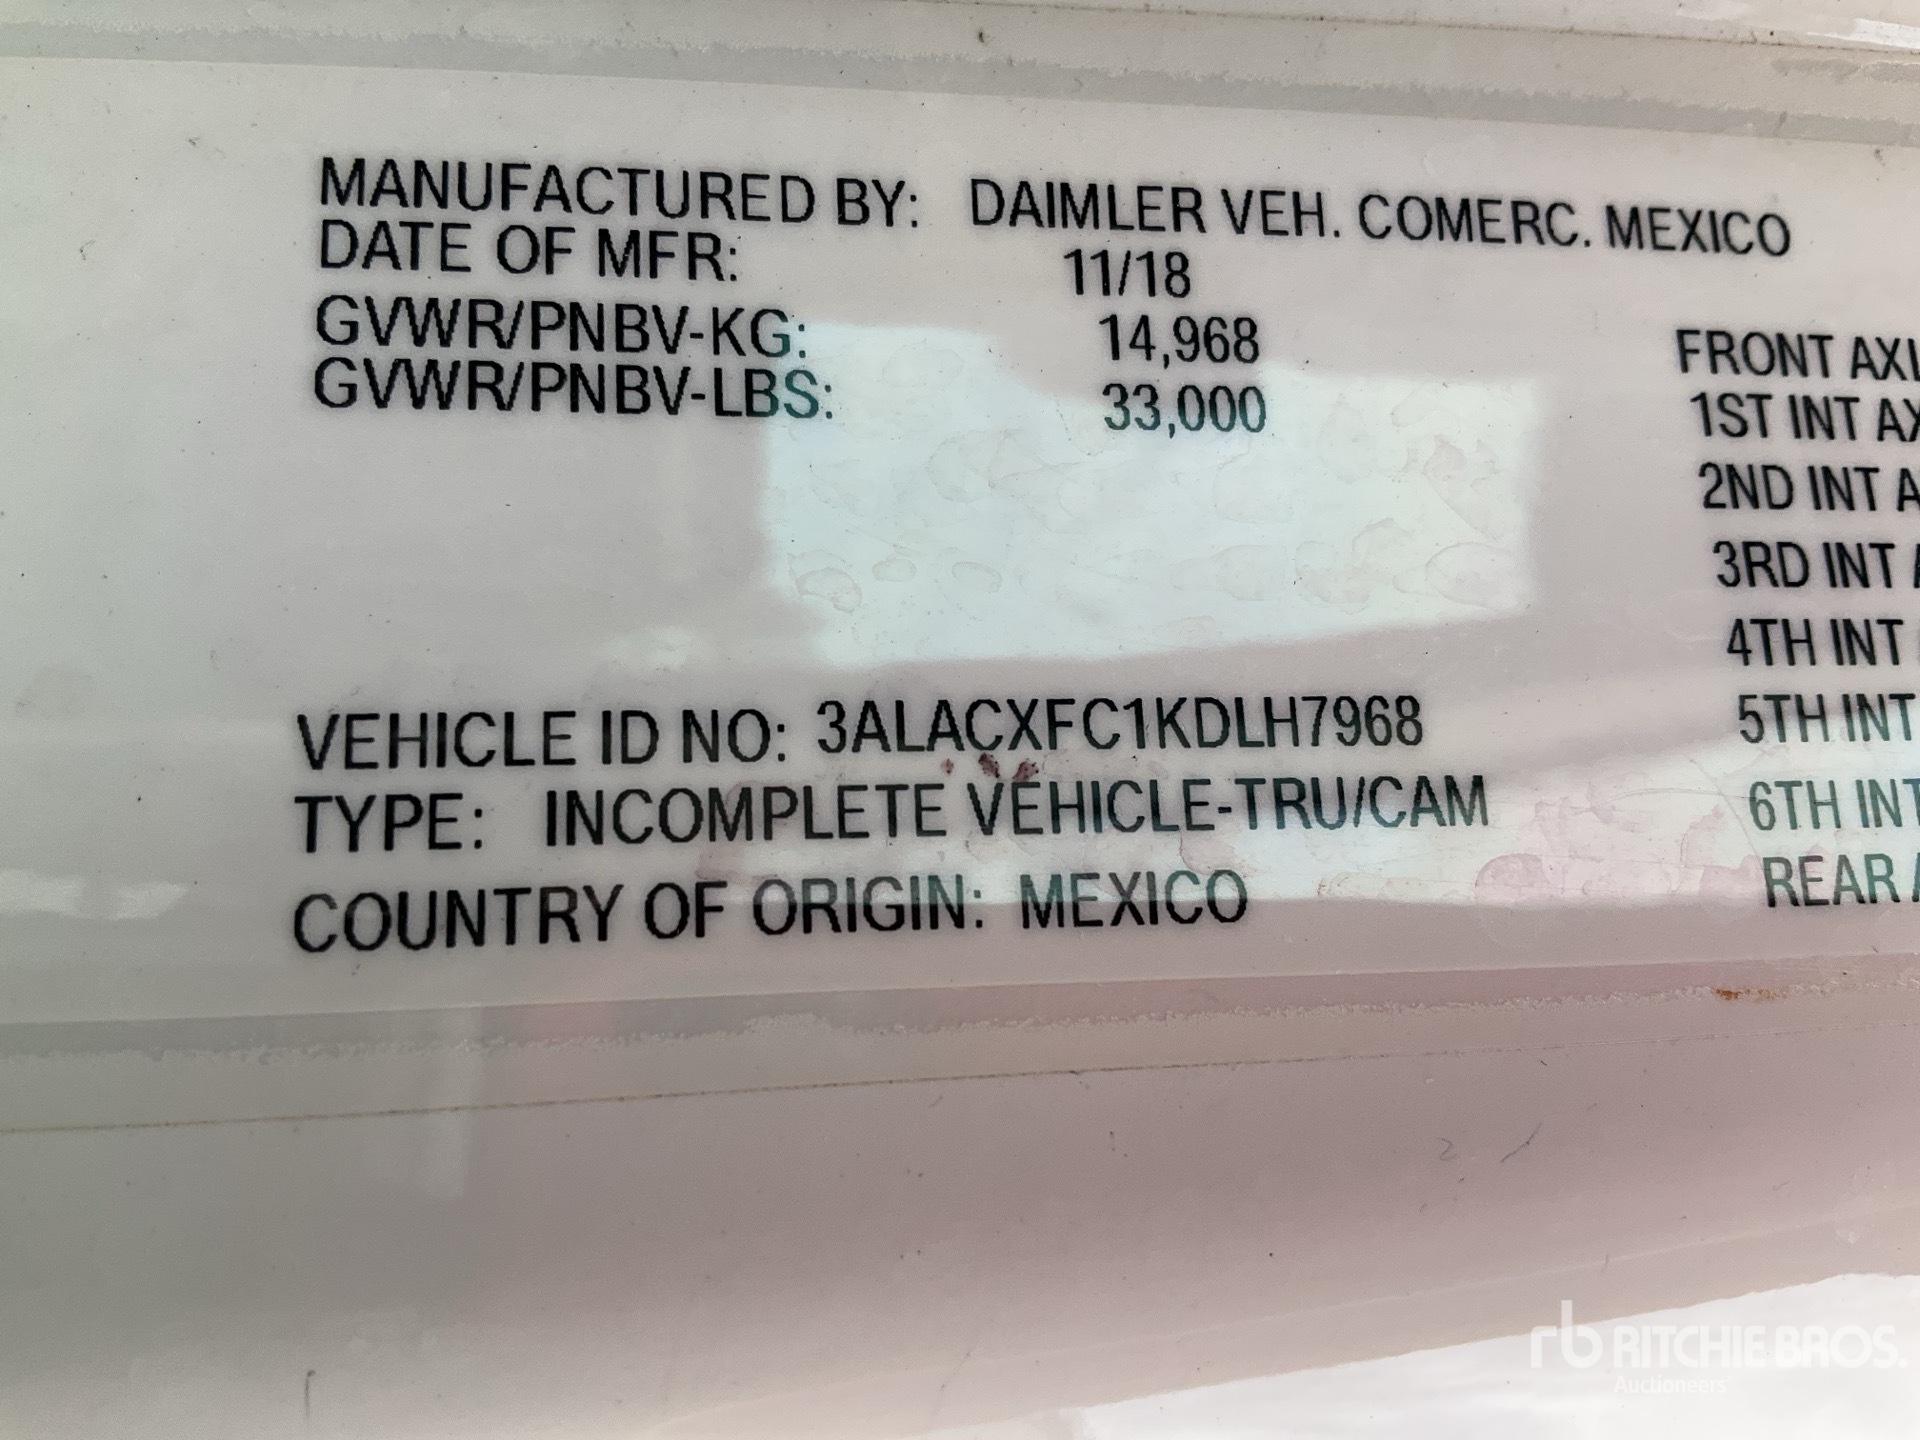 MANUFACTURED BY: DAIMLER VEH. COMERC. MEXICO
DATE OF MFR: 11/18
GVWR/PNBV-KG: 14,968
GVWR/PNBV-LBS: 33,000
VEHICLE ID NO: 3ALACXFC1KDLH7968
TYPE: INCOMPLETE VEHICLE-TRU/CAM
COUNTRY OF ORIGIN: MEXICO
FRONT AXL
1ST INT AX
2ND INT A
3RD INT A
4TH INT
5TH INT
6TH INT
REAR A
rb RITCHIE BROS.
Auctioneers